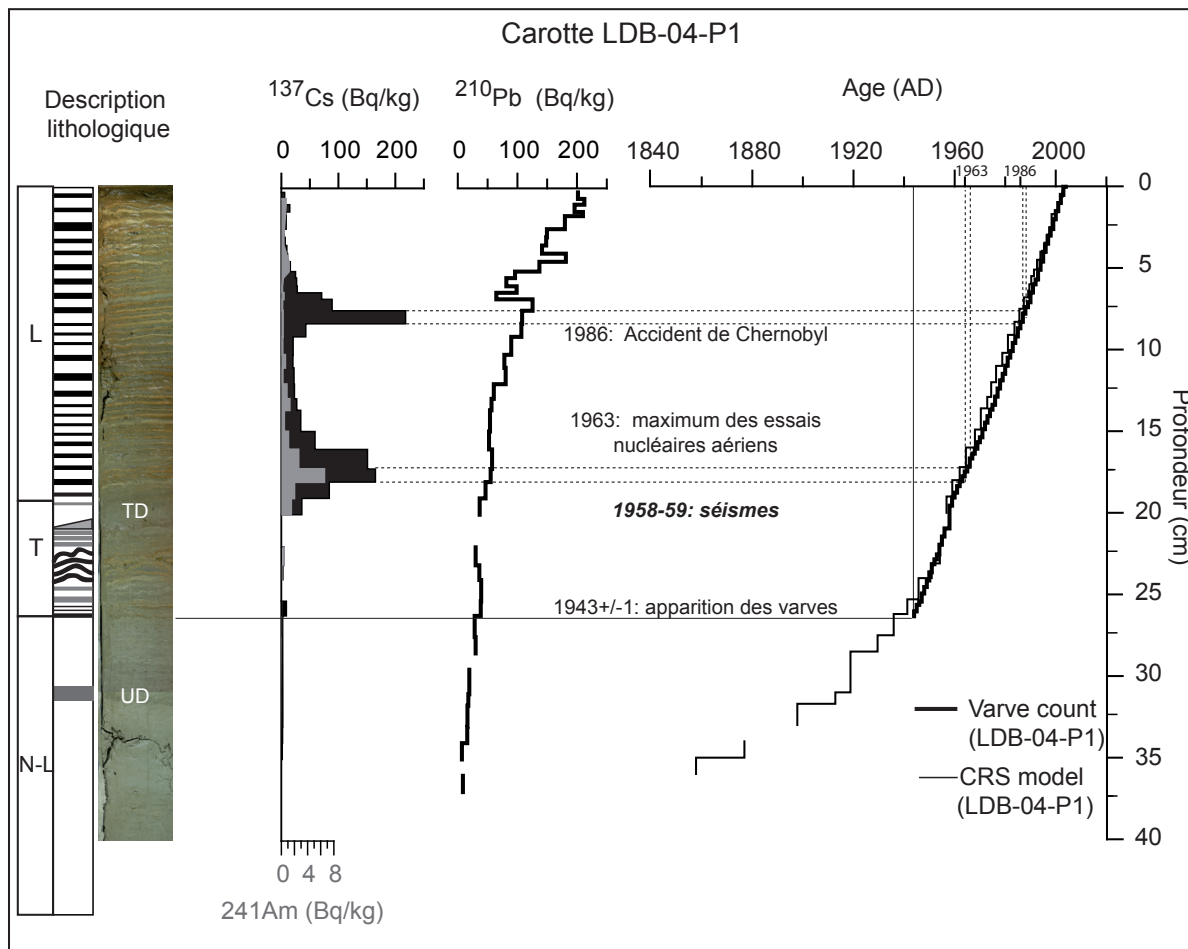 Carotte LDB-04-P1
Description
lithologique
137Cs (Bq/kg)
210Pb (Bq/kg)
Age (AD)
0 100 200
0 100 200
1840 1880 1920 1960 2000
1963 1986
L
T
N-L
TD
UD
1986: Accident de Chernobyl
1963: maximum des essais
nucléaires aériens
1958-59: séismes
1943+/-1: apparition des varves
0
5
10
15
20
25
30
35
40
Profondeur (cm)
Varve count
(LDB-04-P1)
CRS model
(LDB-04-P1)
0 4 8
241Am (Bq/kg)